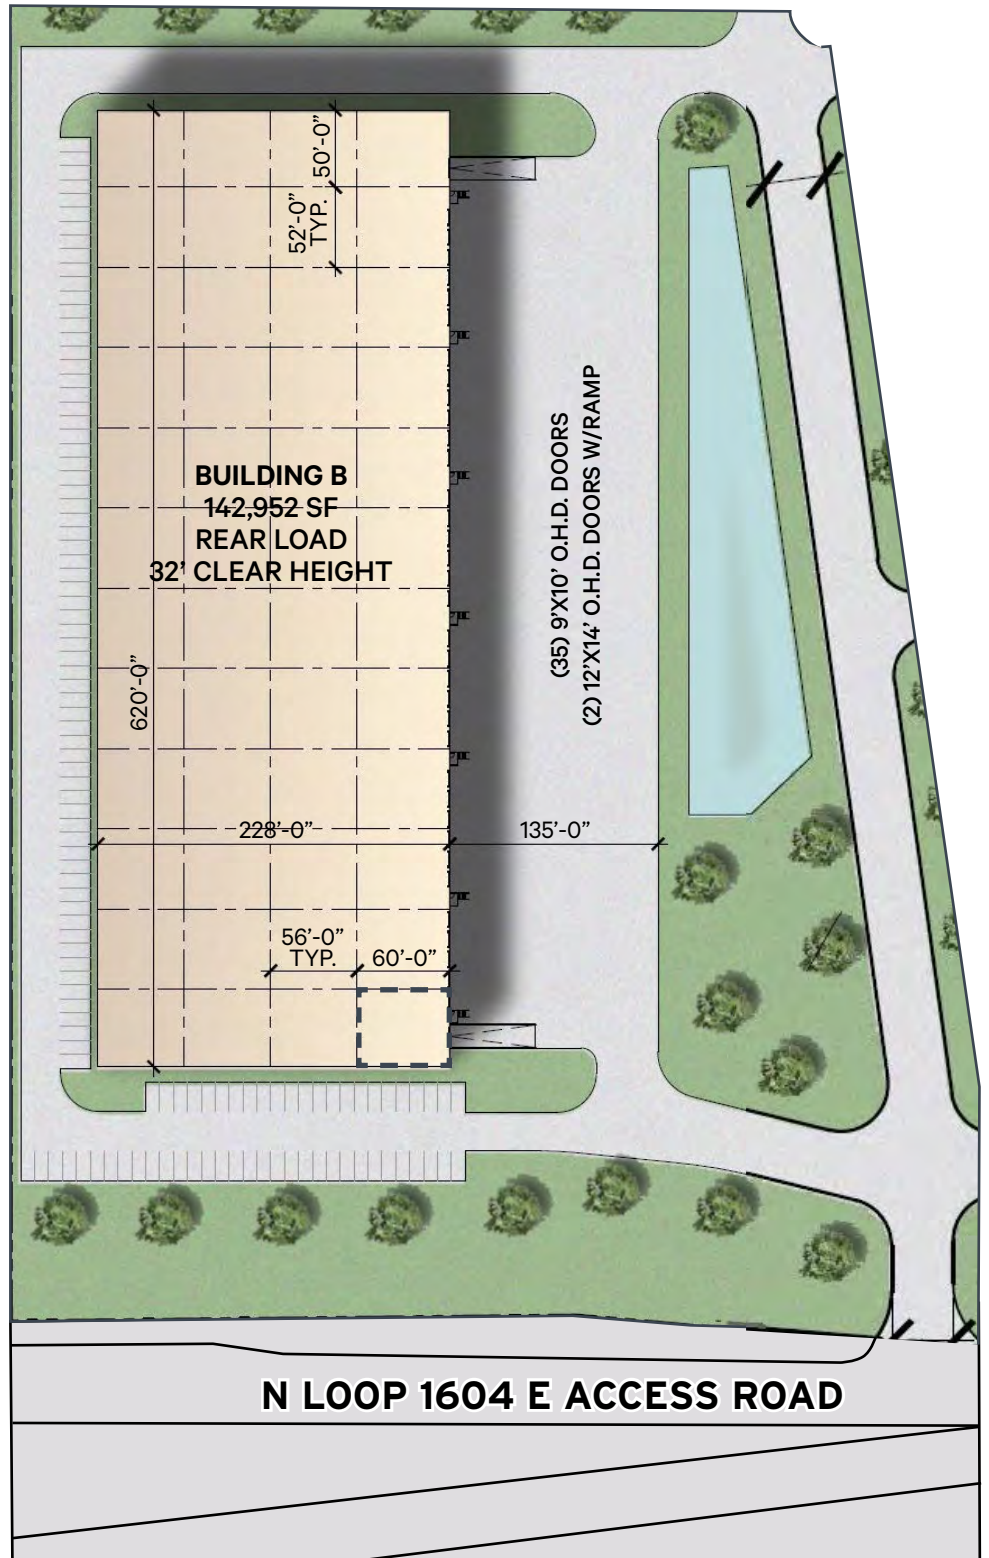 50’-0”
52’-0”
TYP.
BUILDING B
142,952 SF
REAR LOAD
32’ CLEAR HEIGHT
(35) 9’X10’ O.H.D. DOORS
(2) 12’X14’ O.H.D. DOORS W/RAMP
620’-0”
228’-0”
135’-0”
56’-0”
TYP.
60’-0”
N LOOP 1604 E ACCESS ROAD